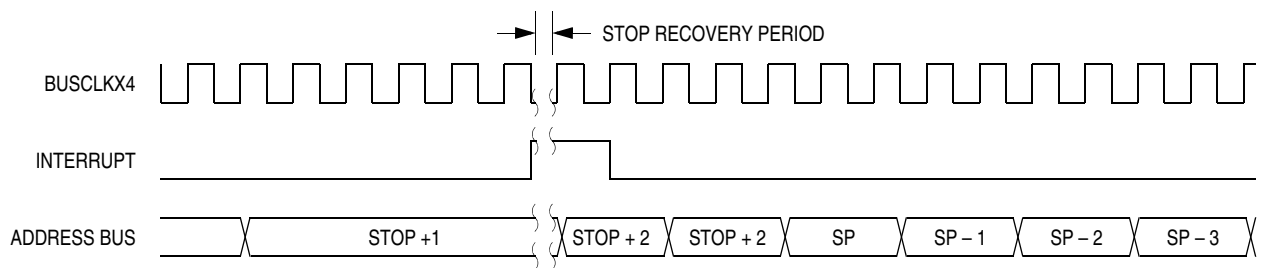 STOP RECOVERY PERIOD
BUSCLKX4
INTERRUPT
ADDRESS BUS STOP +1 STOP + 2 STOP + 2 SP SP – 1 SP – 2 SP – 3